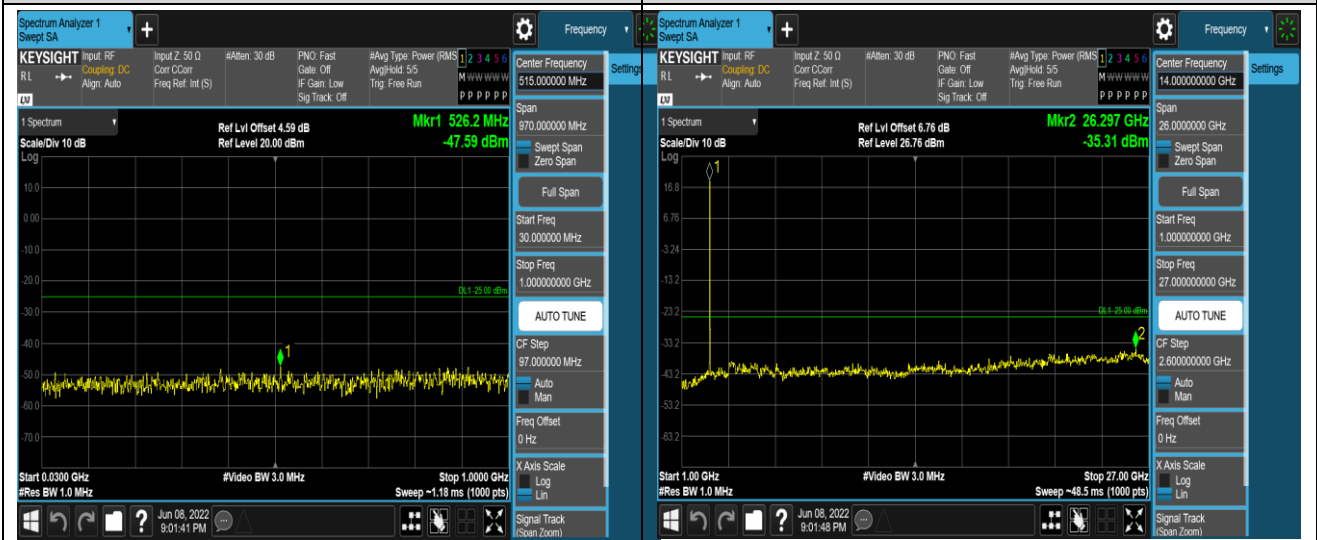 Spectrum Analyzer 1
Swept SA
Frequency
KEYSIGHT
RL
LXI
Input: RF
Coupling: DC
Align: Auto
Input Z: 50 Ω
Corr CCorr
Freq Ref: Int (S)
#Atten: 30 dB
PNO: Fast
Gate: Off
IF Gain: Low
Sig Track: Off
#Avg Type: Power (RMS
Avg|Hold: 5/5
Trig: Free Run
1 2 3 4 5 6
M W W W W W
P P P P P P
Center Frequency
515.000000 MHz
Settings
1 Spectrum
Scale/Div 10 dB
Log
Ref Lvl Offset 4.59 dB
Ref Level 20.00 dBm
Mkr1 526.2 MHz
-47.59 dBm
Span
970.000000 MHz
Swept Span
Zero Span
Full Span
Start Freq
30.000000 MHz
Stop Freq
1.000000000 GHz
AUTO TUNE
CF Step
97.000000 MHz
Auto
Man
Freq Offset
0 Hz
X Axis Scale
Log
Lin
Signal Track
(Span Zoom)
10.0
0.00
-10.0
-20.0
DL1 -25.00 dBm
-30.0
-40.0
1
-50.0
-60.0
-70.0
Start 0.0300 GHz
#Res BW 1.0 MHz
#Video BW 3.0 MHz
Stop 1.0000 GHz
Sweep ~1.18 ms (1000 pts)
?
Jun 08, 2022
9:01:41 PM
Spectrum Analyzer 1
Swept SA
Frequency
KEYSIGHT
RL
LXI
Input: RF
Coupling: DC
Align: Auto
Input Z: 50 Ω
Corr CCorr
Freq Ref: Int (S)
#Atten: 30 dB
PNO: Fast
Gate: Off
IF Gain: Low
Sig Track: Off
#Avg Type: Power (RMS
Avg|Hold: 5/5
Trig: Free Run
1 2 3 4 5 6
M W W W W W
P P P P P P
Center Frequency
14.000000000 GHz
Settings
1 Spectrum
Scale/Div 10 dB
Log
Ref Lvl Offset 6.76 dB
Ref Level 26.76 dBm
Mkr2 26.297 GHz
-35.31 dBm
Span
26.0000000 GHz
Swept Span
Zero Span
Full Span
Start Freq
1.000000000 GHz
Stop Freq
27.000000000 GHz
AUTO TUNE
CF Step
2.600000000 GHz
Auto
Man
Freq Offset
0 Hz
X Axis Scale
Log
Lin
Signal Track
(Span Zoom)
1
16.8
6.76
-3.24
-13.2
-23.2
DL1 -25.00 dBm
-33.2
2
-43.2
-53.2
-63.2
Start 1.00 GHz
#Res BW 1.0 MHz
#Video BW 3.0 MHz
Stop 27.00 GHz
Sweep ~48.5 ms (1000 pts)
?
Jun 08, 2022
9:01:48 PM